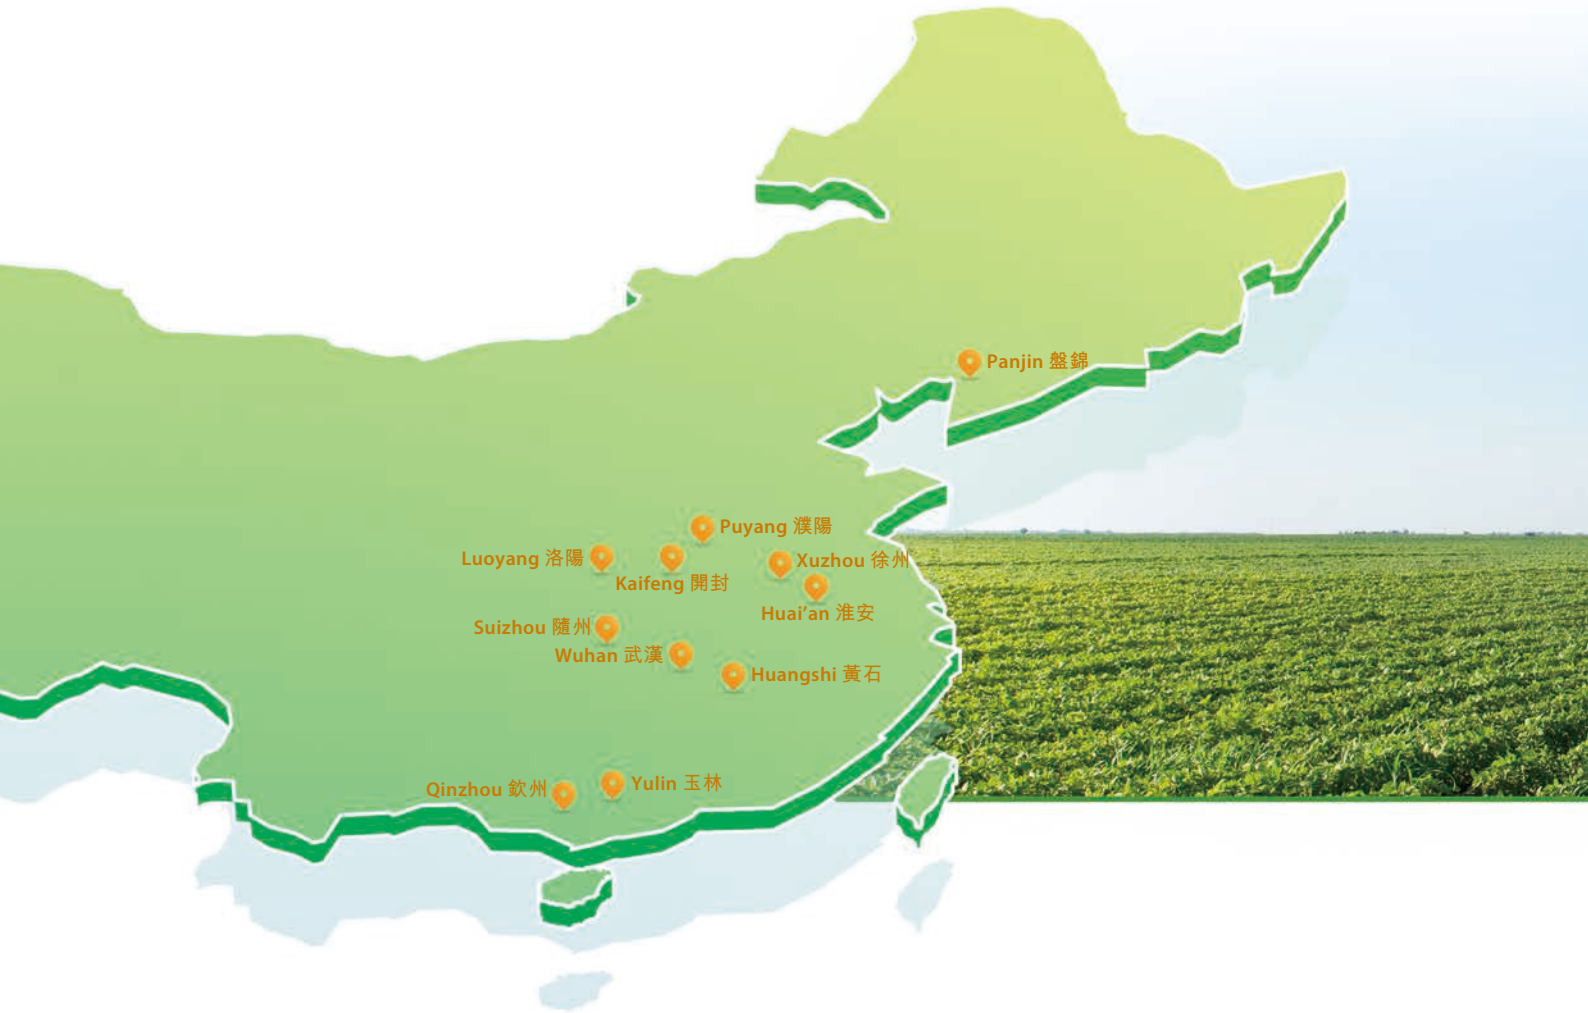 Panjin 盤錦
Puyang 濮陽
Luoyang 洛陽
Xuzhou 徐州
Kaifeng 開封
Huai’an 淮安
Suizhou 隨州
Wuhan 武漢
Huangshi 黃石
Yulin 玉林
Qinzhou 欽州